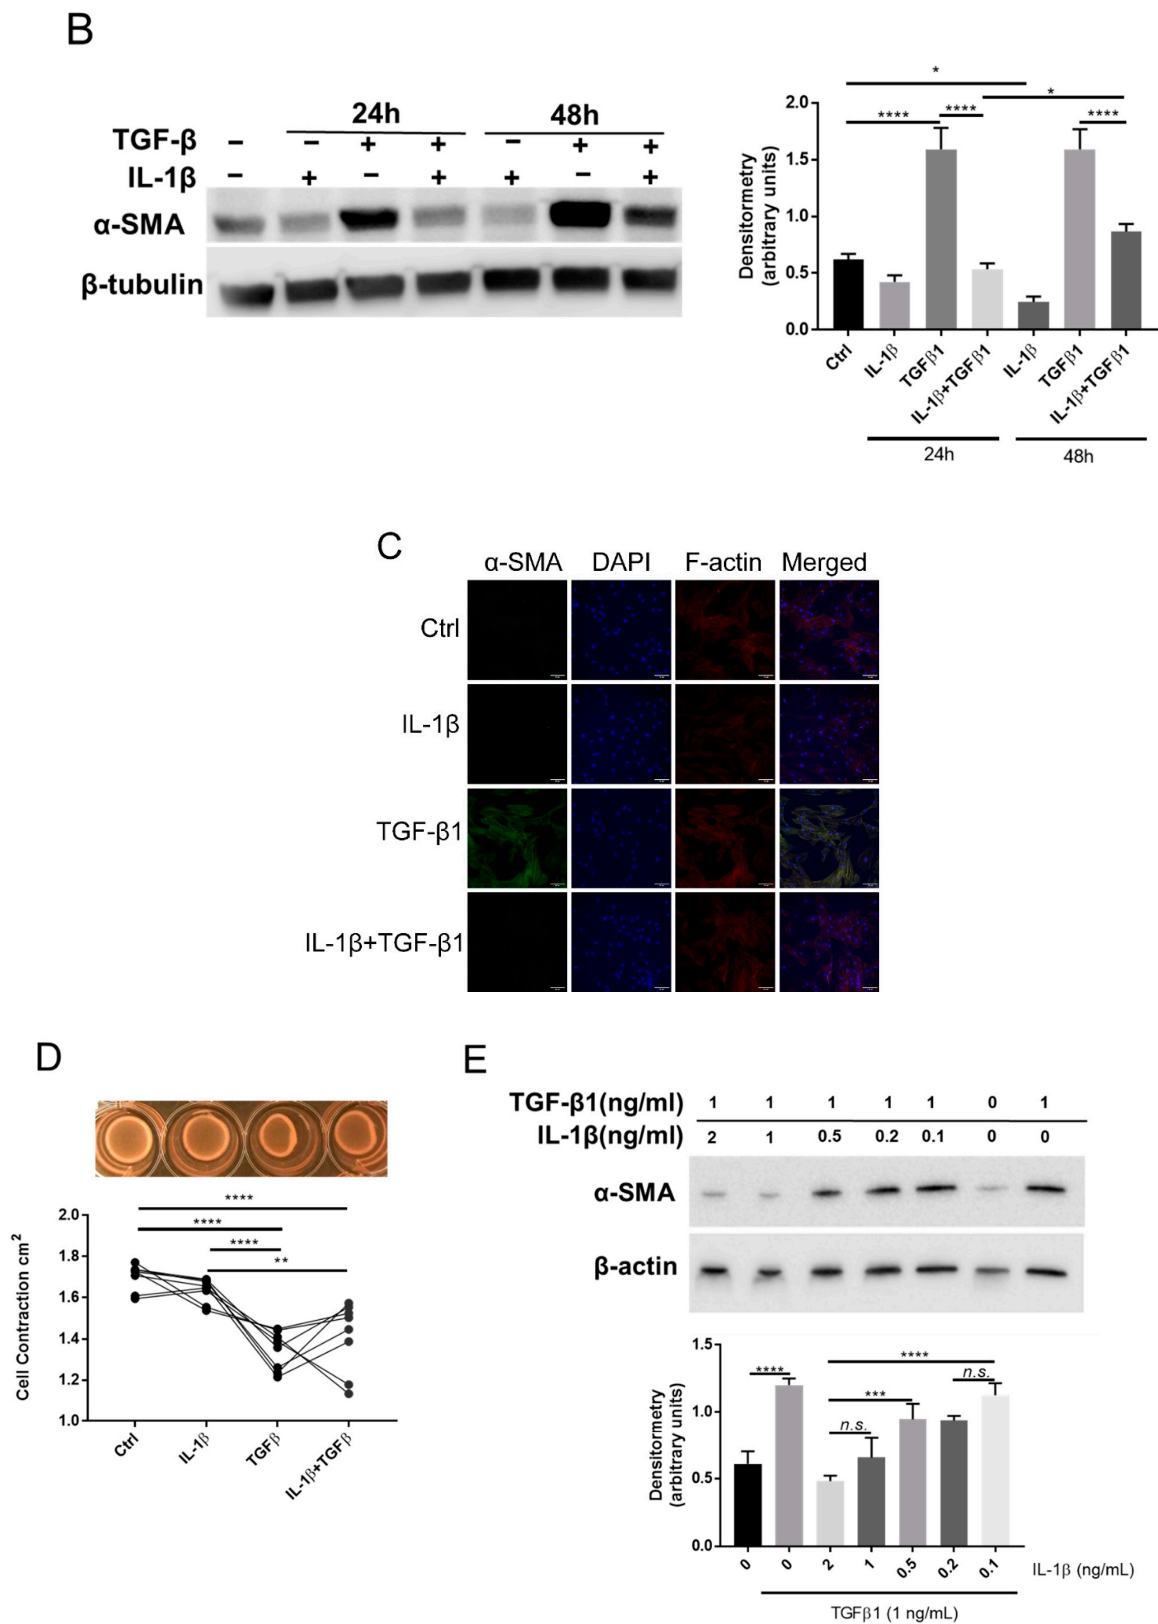 B
24h 48h
TGF-β – – + + – + +
IL-1β – + – + + – +
α-SMA
β-tubulin
Densitormetry
(arbitrary units)
2.0
1.5
1.0
0.5
0.0
*
*
**** **** ****
Ctrl IL-1β TGFβ1 IL-1β+TGFβ1 IL-1β TGFβ1 IL-1β+TGFβ1
24h 48h
C
α-SMA DAPI F-actin Merged
Ctrl
IL-1β
TGF-β1
IL-1β+TGF-β1
D
****
****
****
**
Cell Contraction cm²
2.0
1.8
1.6
1.4
1.2
1.0
Ctrl IL-1β TGFβ IL-1β+TGFβ
E
TGF-β1(ng/ml) 1 1 1 1 1 0 1
IL-1β(ng/ml) 2 1 0.5 0.2 0.1 0 0
α-SMA
β-actin
Densitormetry
(arbitrary units)
1.5
1.0
0.5
0.0
****
**** n.s.
***
n.s.
0 0 2 1 0.5 0.2 0.1 IL-1β (ng/mL)
TGFβ1 (1 ng/mL)